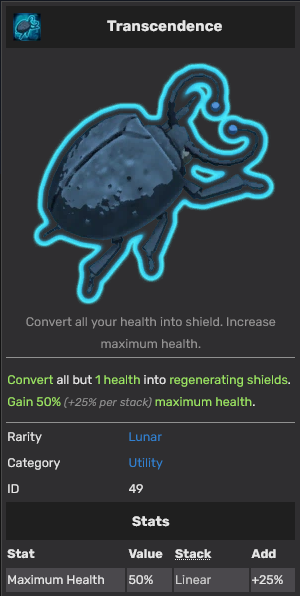 Transcendence
Convert all your health into shield. Increase
maximum health.
Convert all but 1 health into regenerating shields.
Gain 50% (+25% per stack) maximum health.
Rarity Lunar
Category Utility
ID 49
Stats
Stat Value Stack Add
Maximum Health 50% Linear +25%